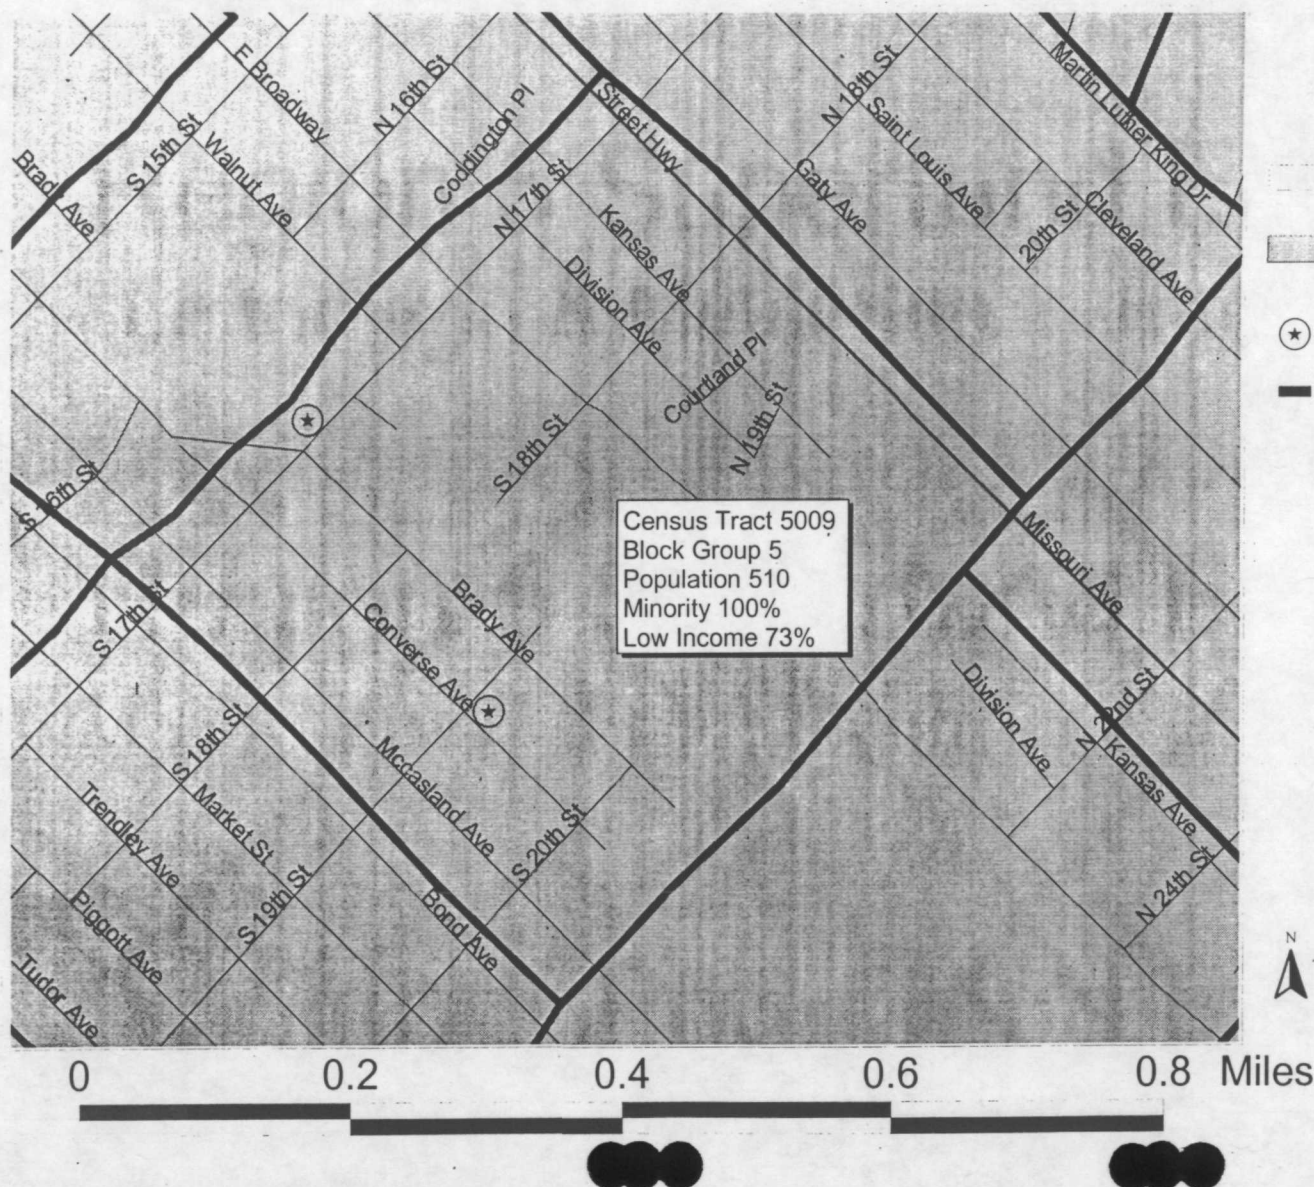 E Broadway
N 16th St
Coddington Pl
Street Hwy
N 18th St
Martin Luther King Dr
Saint Louis Ave
Brady Ave
S 15th St
Walnut Ave
N 17th St
Gaty Ave
20th St
Cleveland Ave
Kansas Ave
Division Ave
Courtland Pl
N 19th St
S 18th St
S 16th St
Census Tract 5009
Block Group 5
Population 510
Minority 100%
Low Income 73%
Missouri Ave
S 17th St
Converse Ave
Brady Ave
Division Ave
N 22nd St
Kansas Ave
S 18th St
Mccasland Ave
Market St
Trendley Ave
S 20th St
N 24th St
S 19th St
Bond Ave
Piggott Ave
Tudor Ave
N
0 0.2 0.4 0.6 0.8 Miles